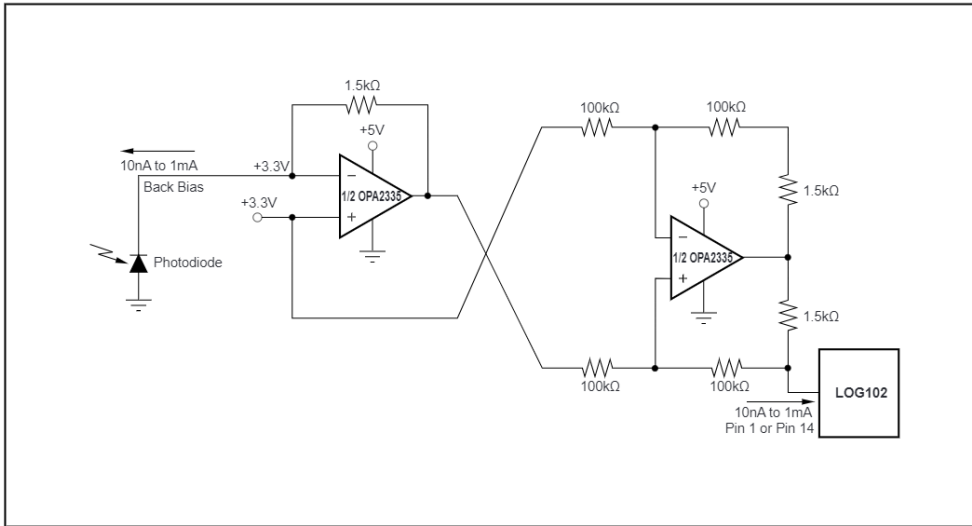 1.5kΩ
+5V
10nA to 1mA
Back Bias
+3.3V
+3.3V
−
1/2 OPA2335
+
Photodiode
100kΩ
100kΩ
1.5kΩ
+5V
−
1/2 OPA2335
+
1.5kΩ
100kΩ
100kΩ
10nA to 1mA
Pin 1 or Pin 14
LOG102